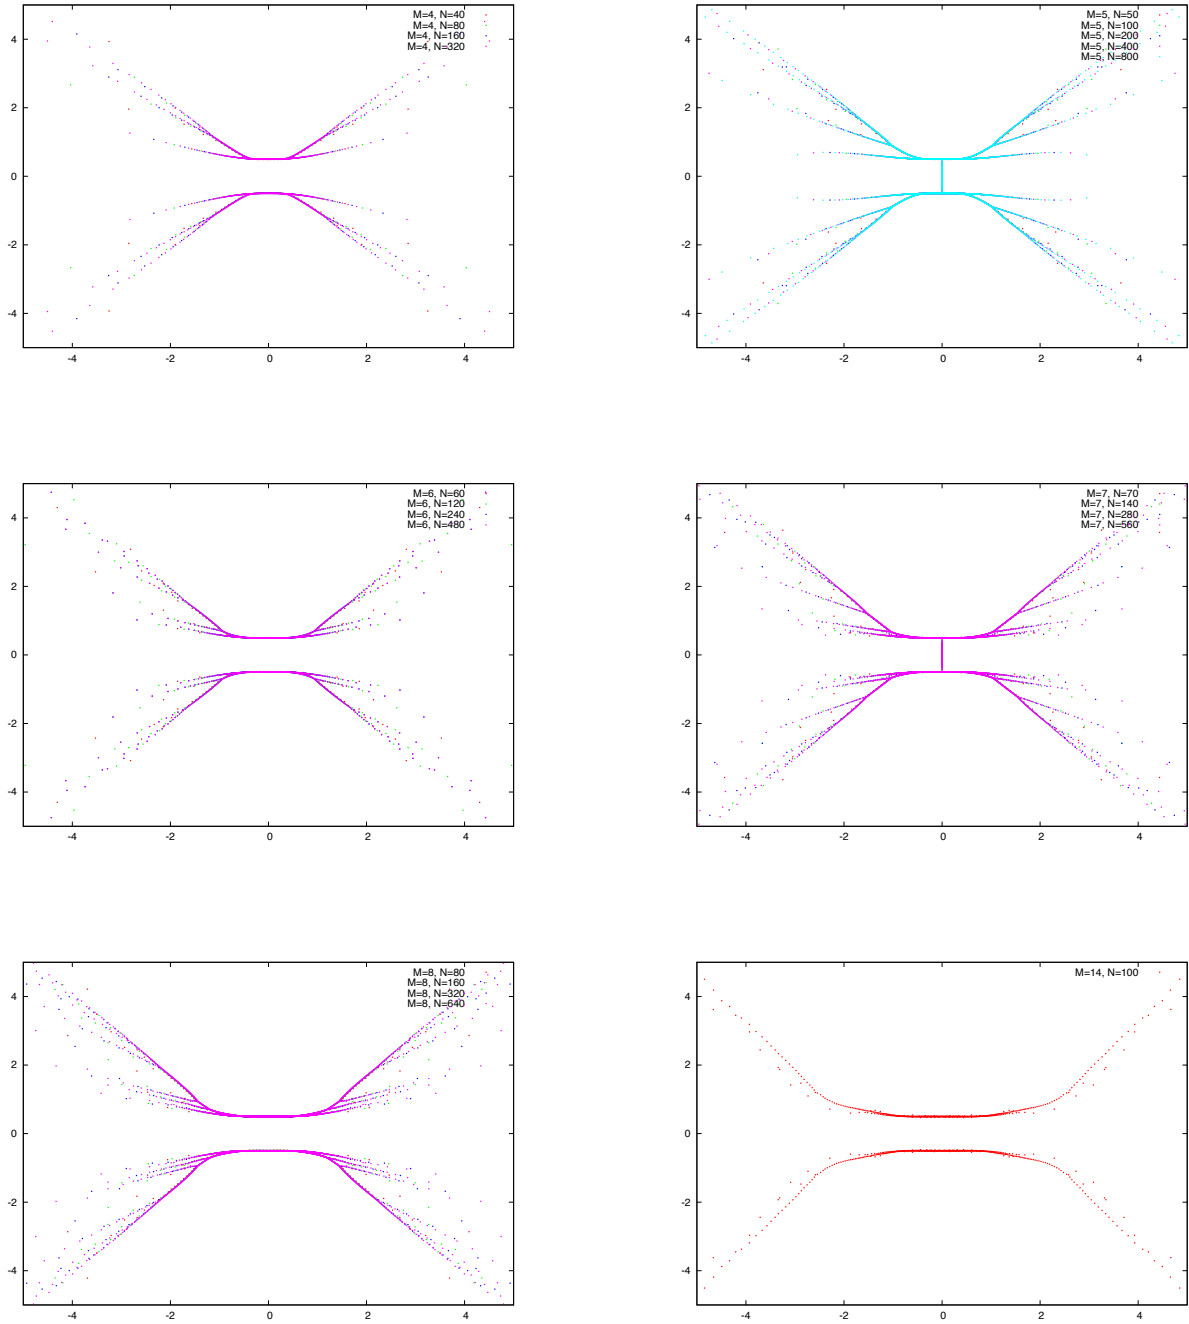 M=4, N=40
M=4, N=80
M=4, N=160
M=4, N=320
4
2
0
-2
-4
-4 -2 0 2 4
M=5, N=50
M=5, N=100
M=5, N=200
M=5, N=400
M=5, N=800
4
2
0
-2
-4
-4 -2 0 2 4
M=6, N=60
M=6, N=120
M=6, N=240
M=6, N=480
4
2
0
-2
-4
-4 -2 0 2 4
M=7, N=70
M=7, N=140
M=7, N=280
M=7, N=560
4
2
0
-2
-4
-4 -2 0 2 4
M=8, N=80
M=8, N=160
M=8, N=320
M=8, N=640
4
2
0
-2
-4
-4 -2 0 2 4
M=14, N=100
4
2
0
-2
-4
-4 -2 0 2 4